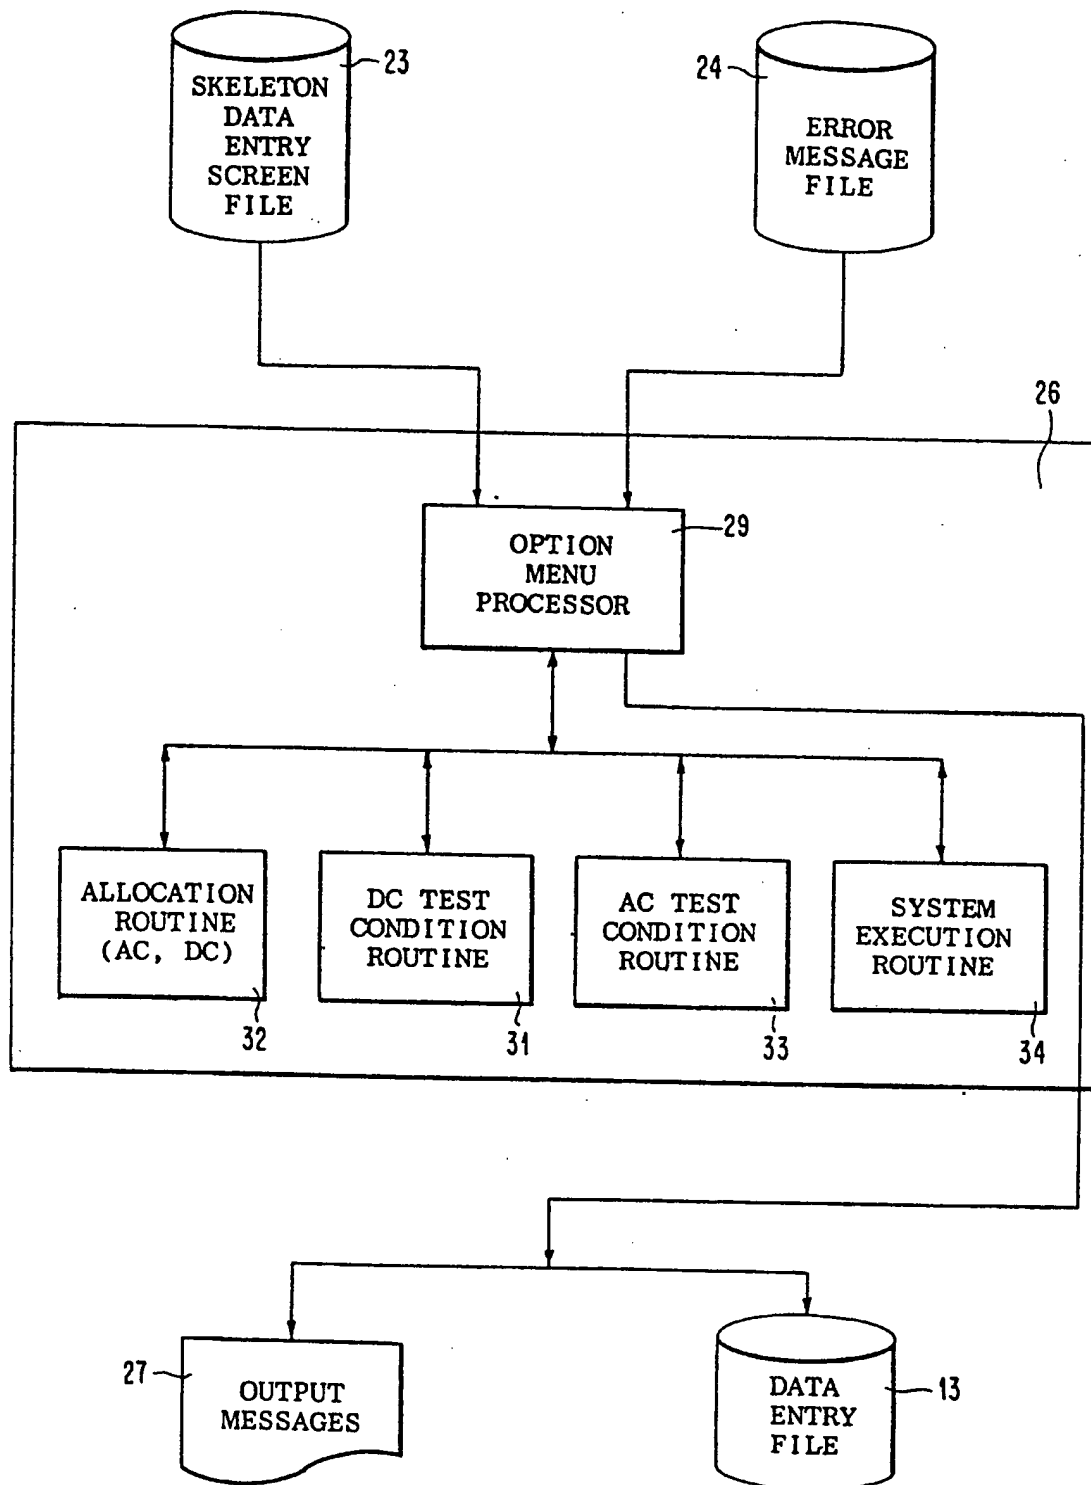 23
SKELETON
DATA
ENTRY
SCREEN
FILE
24
ERROR
MESSAGE
FILE
26
29
OPTION
MENU
PROCESSOR
ALLOCATION
ROUTINE
(AC, DC)
32
DC TEST
CONDITION
ROUTINE
31
AC TEST
CONDITION
ROUTINE
33
SYSTEM
EXECUTION
ROUTINE
34
27
OUTPUT
MESSAGES
DATA
ENTRY
FILE
13